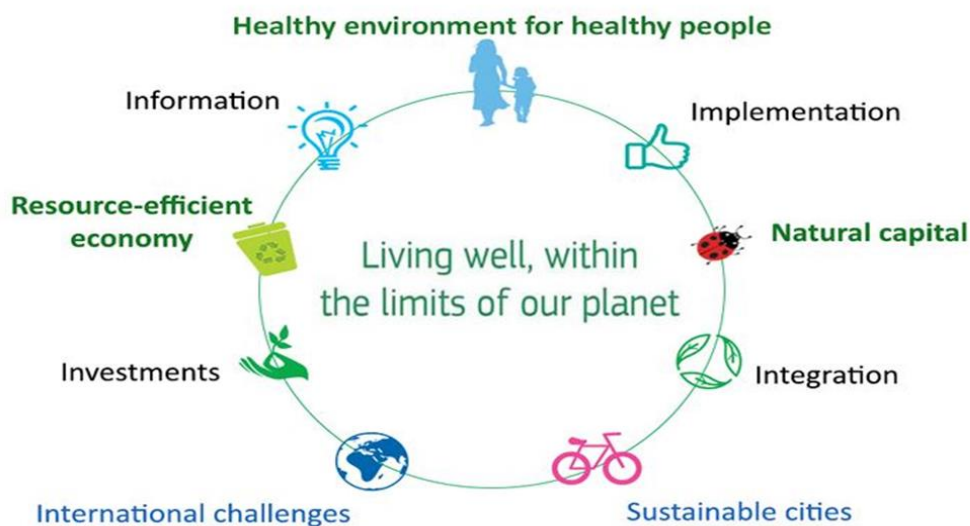 Healthy environment for healthy people
Information
Implementation
Resource-efficient
economy
Natural capital
Living well, within
the limits of our planet
Investments
Integration
International challenges
Sustainable cities